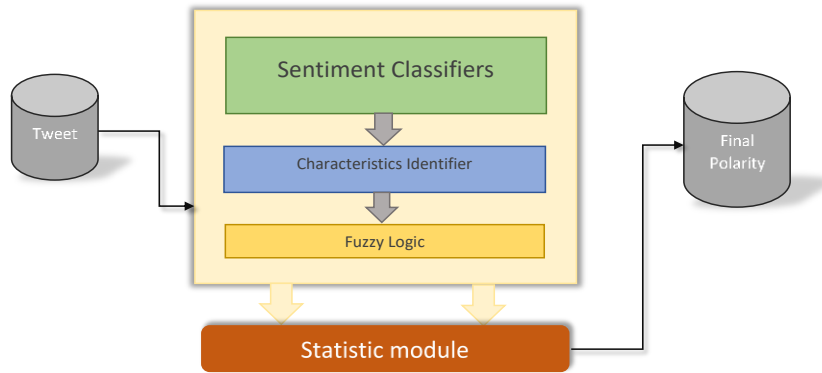 Tweet
Sentiment Classifiers
Characteristics Identifier
Fuzzy Logic
Statistic module
Final
Polarity